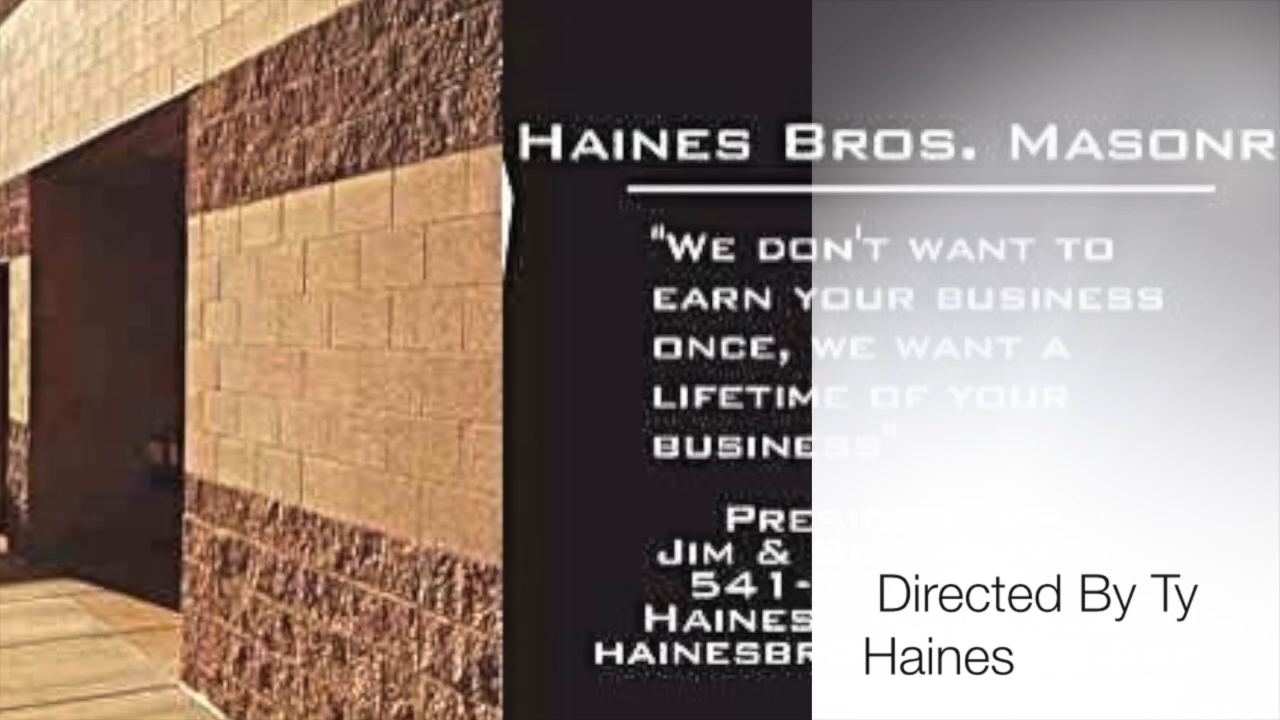 HAINES BROS. MASONR
"WE DON'T WANT TO
EARN YOUR BUSINESS
ONCE, WE WANT A
LIFETIME OF YOUR
BUSINESS"
JIM &
541-
HAINES
HAINESBR
Directed By Ty
Haines